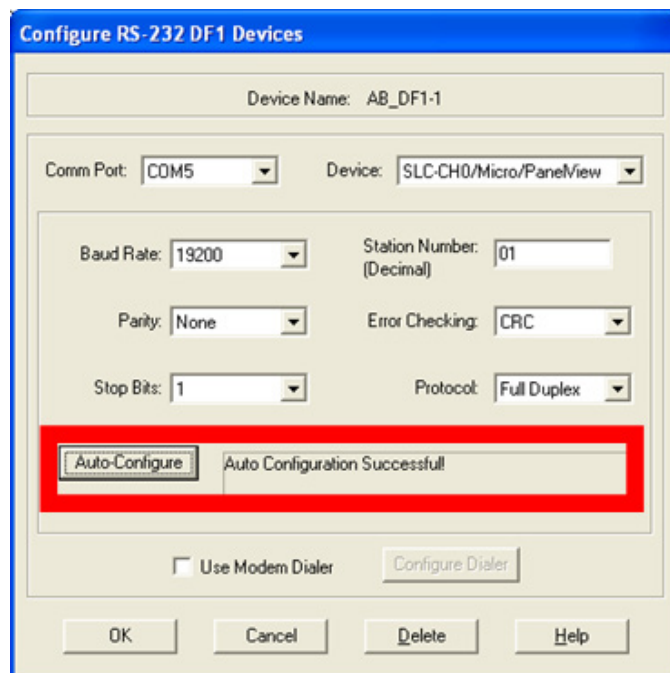 Configure RS-232 DF1 Devices
Device Name: AB_DF1-1
Comm Port: COM5 Device: SLC-CH0/Micro/PanelView
Baud Rate: 19200 Station Number: 01
(Decimal)
Parity: None Error Checking: CRC
Stop Bits: 1 Protocol: Full Duplex
Auto-Configure Auto Configuration Successful!
Use Modem Dialer Configure Dialer
OK Cancel Delete Help